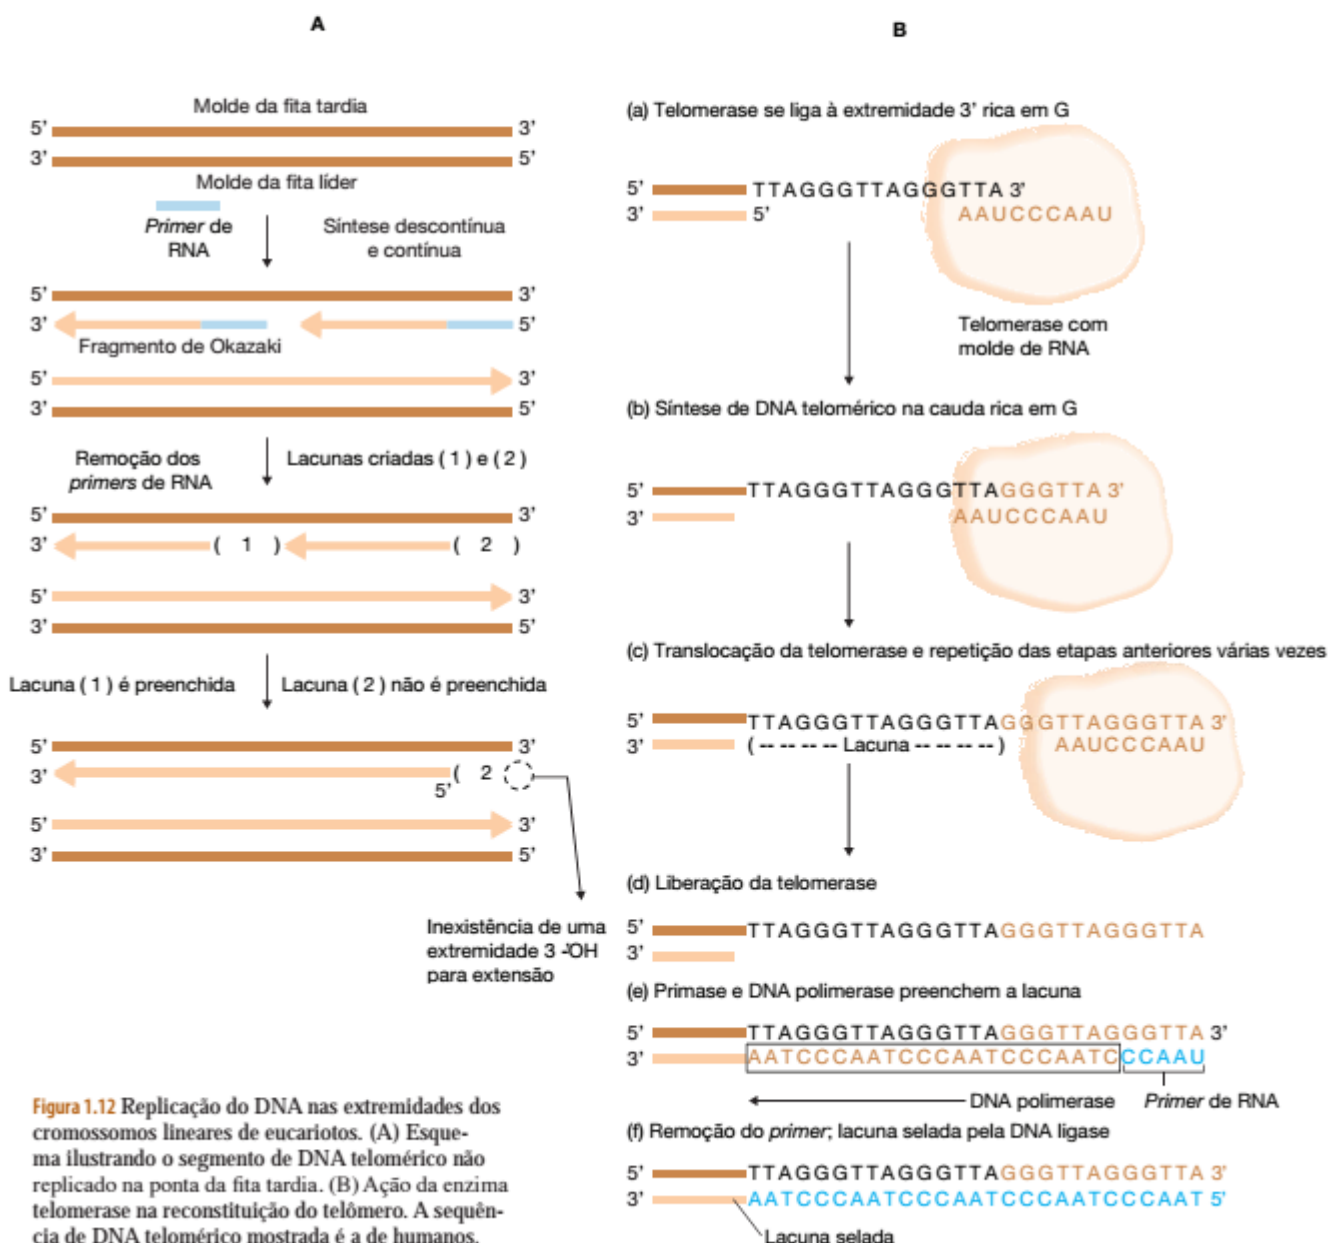 A
Molde da fita tardia
5’ 3’
3’ 5’
Molde da fita líder
Primer de
RNA
Síntese descontínua
e contínua
5’ 3’
3’ 5’
Fragmento de Okazaki
5’ 3’
3’ 5’
Remoção dos
primers de RNA
Lacunas criadas ( 1 ) e ( 2 )
5’ 3’
3’ ( 1 ) ( 2 )
5’ 3’
3’ 5’
Lacuna ( 1 ) é preenchida
Lacuna ( 2 ) não é preenchida
5’ 3’
3’ ( 2
5’
5’ 3’
3’ 5’
Inexistência de uma
extremidade 3 -’OH
para extensão
Figura 1.12 Replicação do DNA nas extremidades dos
cromossomos lineares de eucariotos. (A) Esque-
ma ilustrando o segmento de DNA telomérico não
replicado na ponta da fita tardia. (B) Ação da enzima
telomerase na reconstituição do telômero. A sequên-
cia de DNA telomérico mostrada é a de humanos.
B
(a) Telomerase se liga à extremidade 3’ rica em G
5’ TTAGGGTTAGGGTTA 3’
3’ 5’ AAUCCCAAU
Telomerase com
molde de RNA
(b) Síntese de DNA telomérico na cauda rica em G
5’ TTAGGGTTAGGGTTAGGGTTA 3’
3’ AAUCCCAAU
(c) Translocação da telomerase e repetição das etapas anteriores várias vezes
5’ TTAGGGTTAGGGTTAGGGTTAGGGTTA 3’
3’ ( -- -- -- -- Lacuna -- -- -- -- ) AAUCCCAAU
(d) Liberação da telomerase
5’ TTAGGGTTAGGGTTAGGGTTAGGGTTA
3’
(e) Primase e DNA polimerase preenchem a lacuna
5’ TTAGGGTTAGGGTTAGGGTTAGGGTTA 3’
3’ AATCCCAATCCCAATCCCAATCCCAAU
DNA polimerase Primer de RNA
(f) Remoção do primer; lacuna selada pela DNA ligase
5’ TTAGGGTTAGGGTTAGGGTTAGGGTTA 3’
3’ AATCCCAATCCCAATCCCAATCCCAAT 5’
Lacuna selada